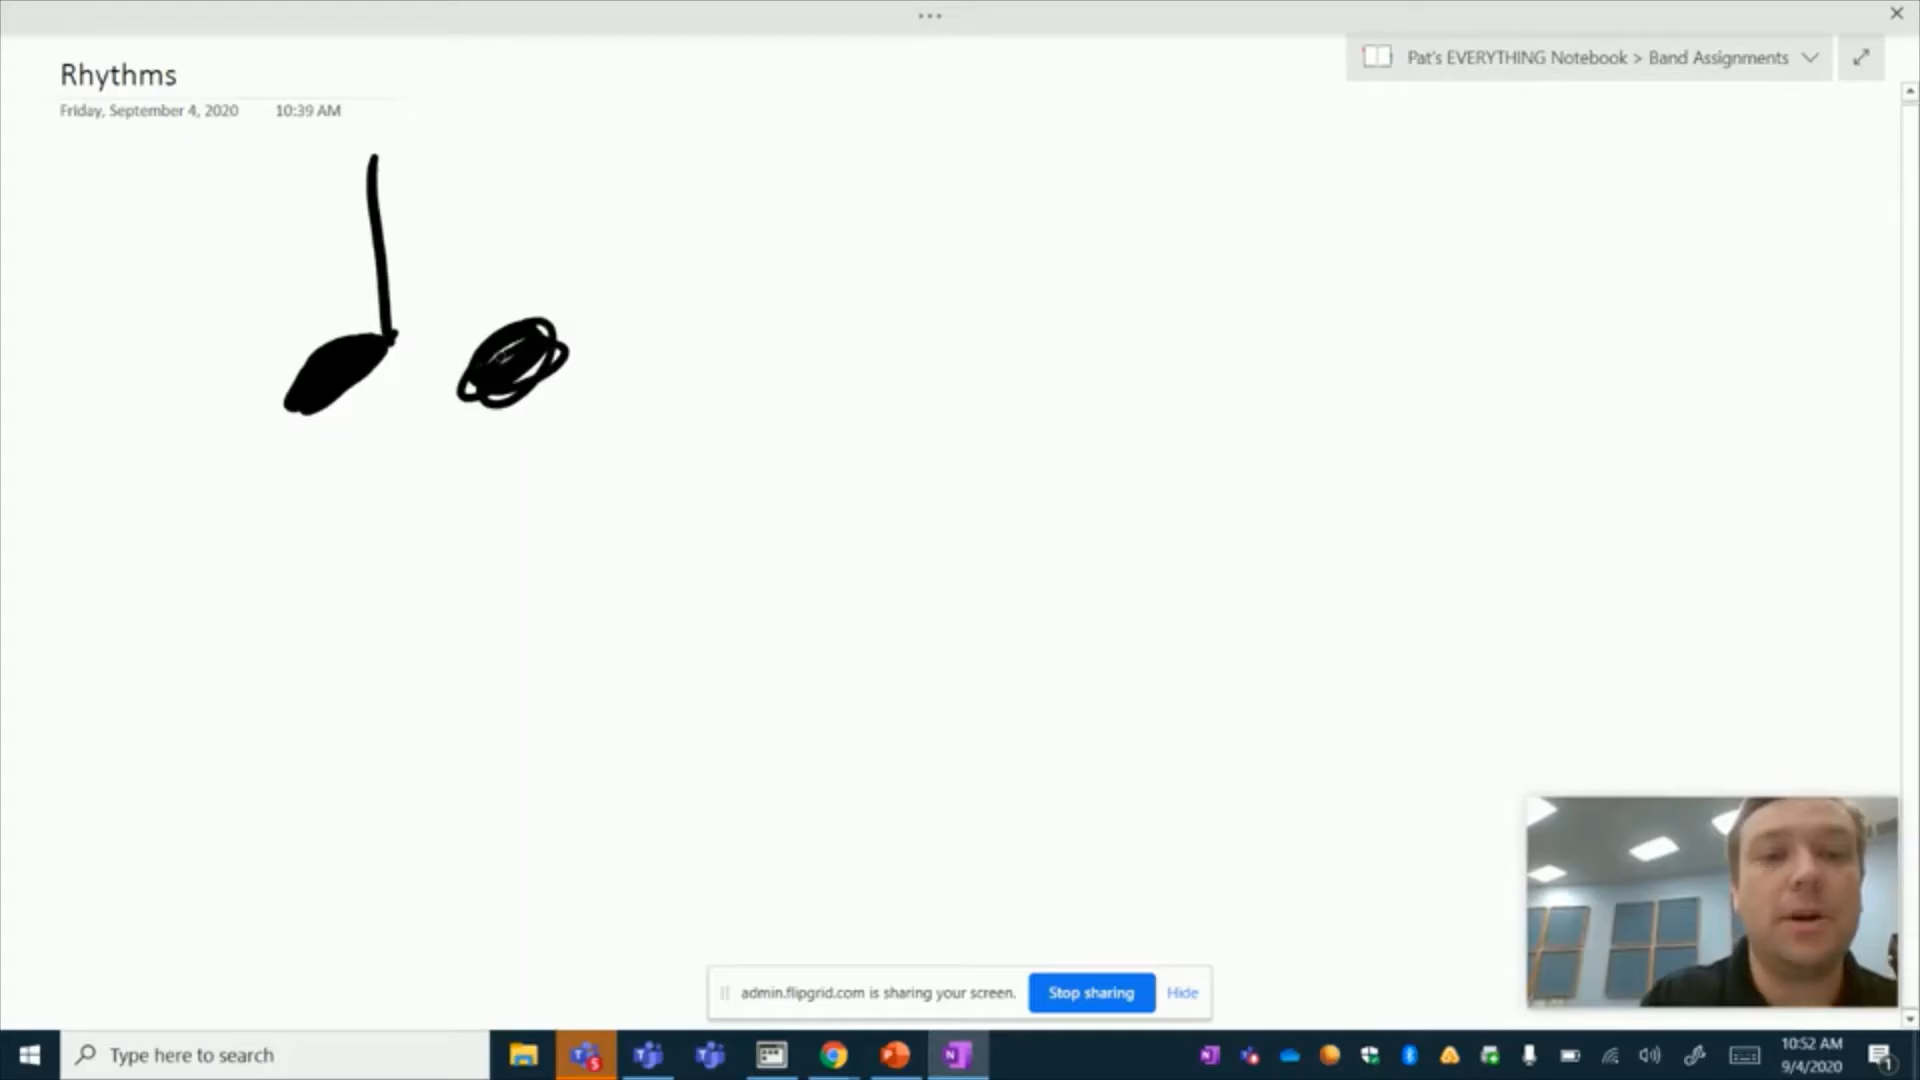 Rhythms
Pat's EVERYTHING Notebook > Band Assignments
Friday, September 4, 2020 10:39 AM
admin.flipgrid.com is sharing your screen. Stop sharing Hide
Type here to search
S
10:52 AM
9/4/2020
1